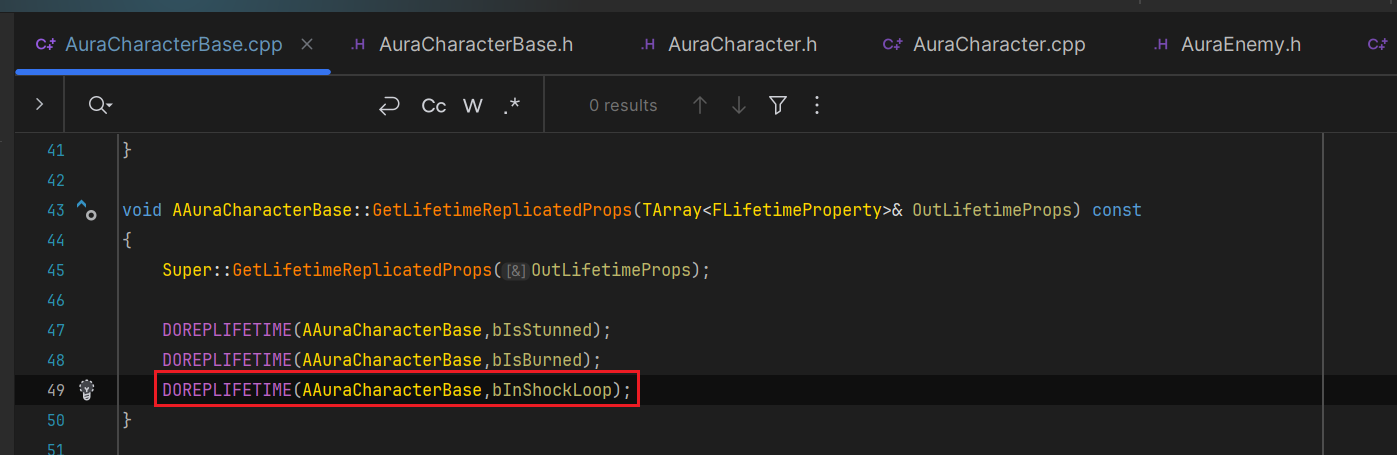 C++ AuraCharacterBase.cpp × .H AuraCharacterBase.h .H AuraCharacter.h C++ AuraCharacter.cpp .H AuraEnemy.h C++
Cc W .* 0 results
41 }
42
43 void AAuraCharacterBase::GetLifetimeReplicatedProps(TArray<FLifetimeProperty>& OutLifetimeProps) const
44 {
45 Super::GetLifetimeReplicatedProps([&]OutLifetimeProps);
46
47 DOREPLIFETIME(AAuraCharacterBase,bIsStunned);
48 DOREPLIFETIME(AAuraCharacterBase,bIsBurned);
49 DOREPLIFETIME(AAuraCharacterBase,bInShockLoop);
50 }
51